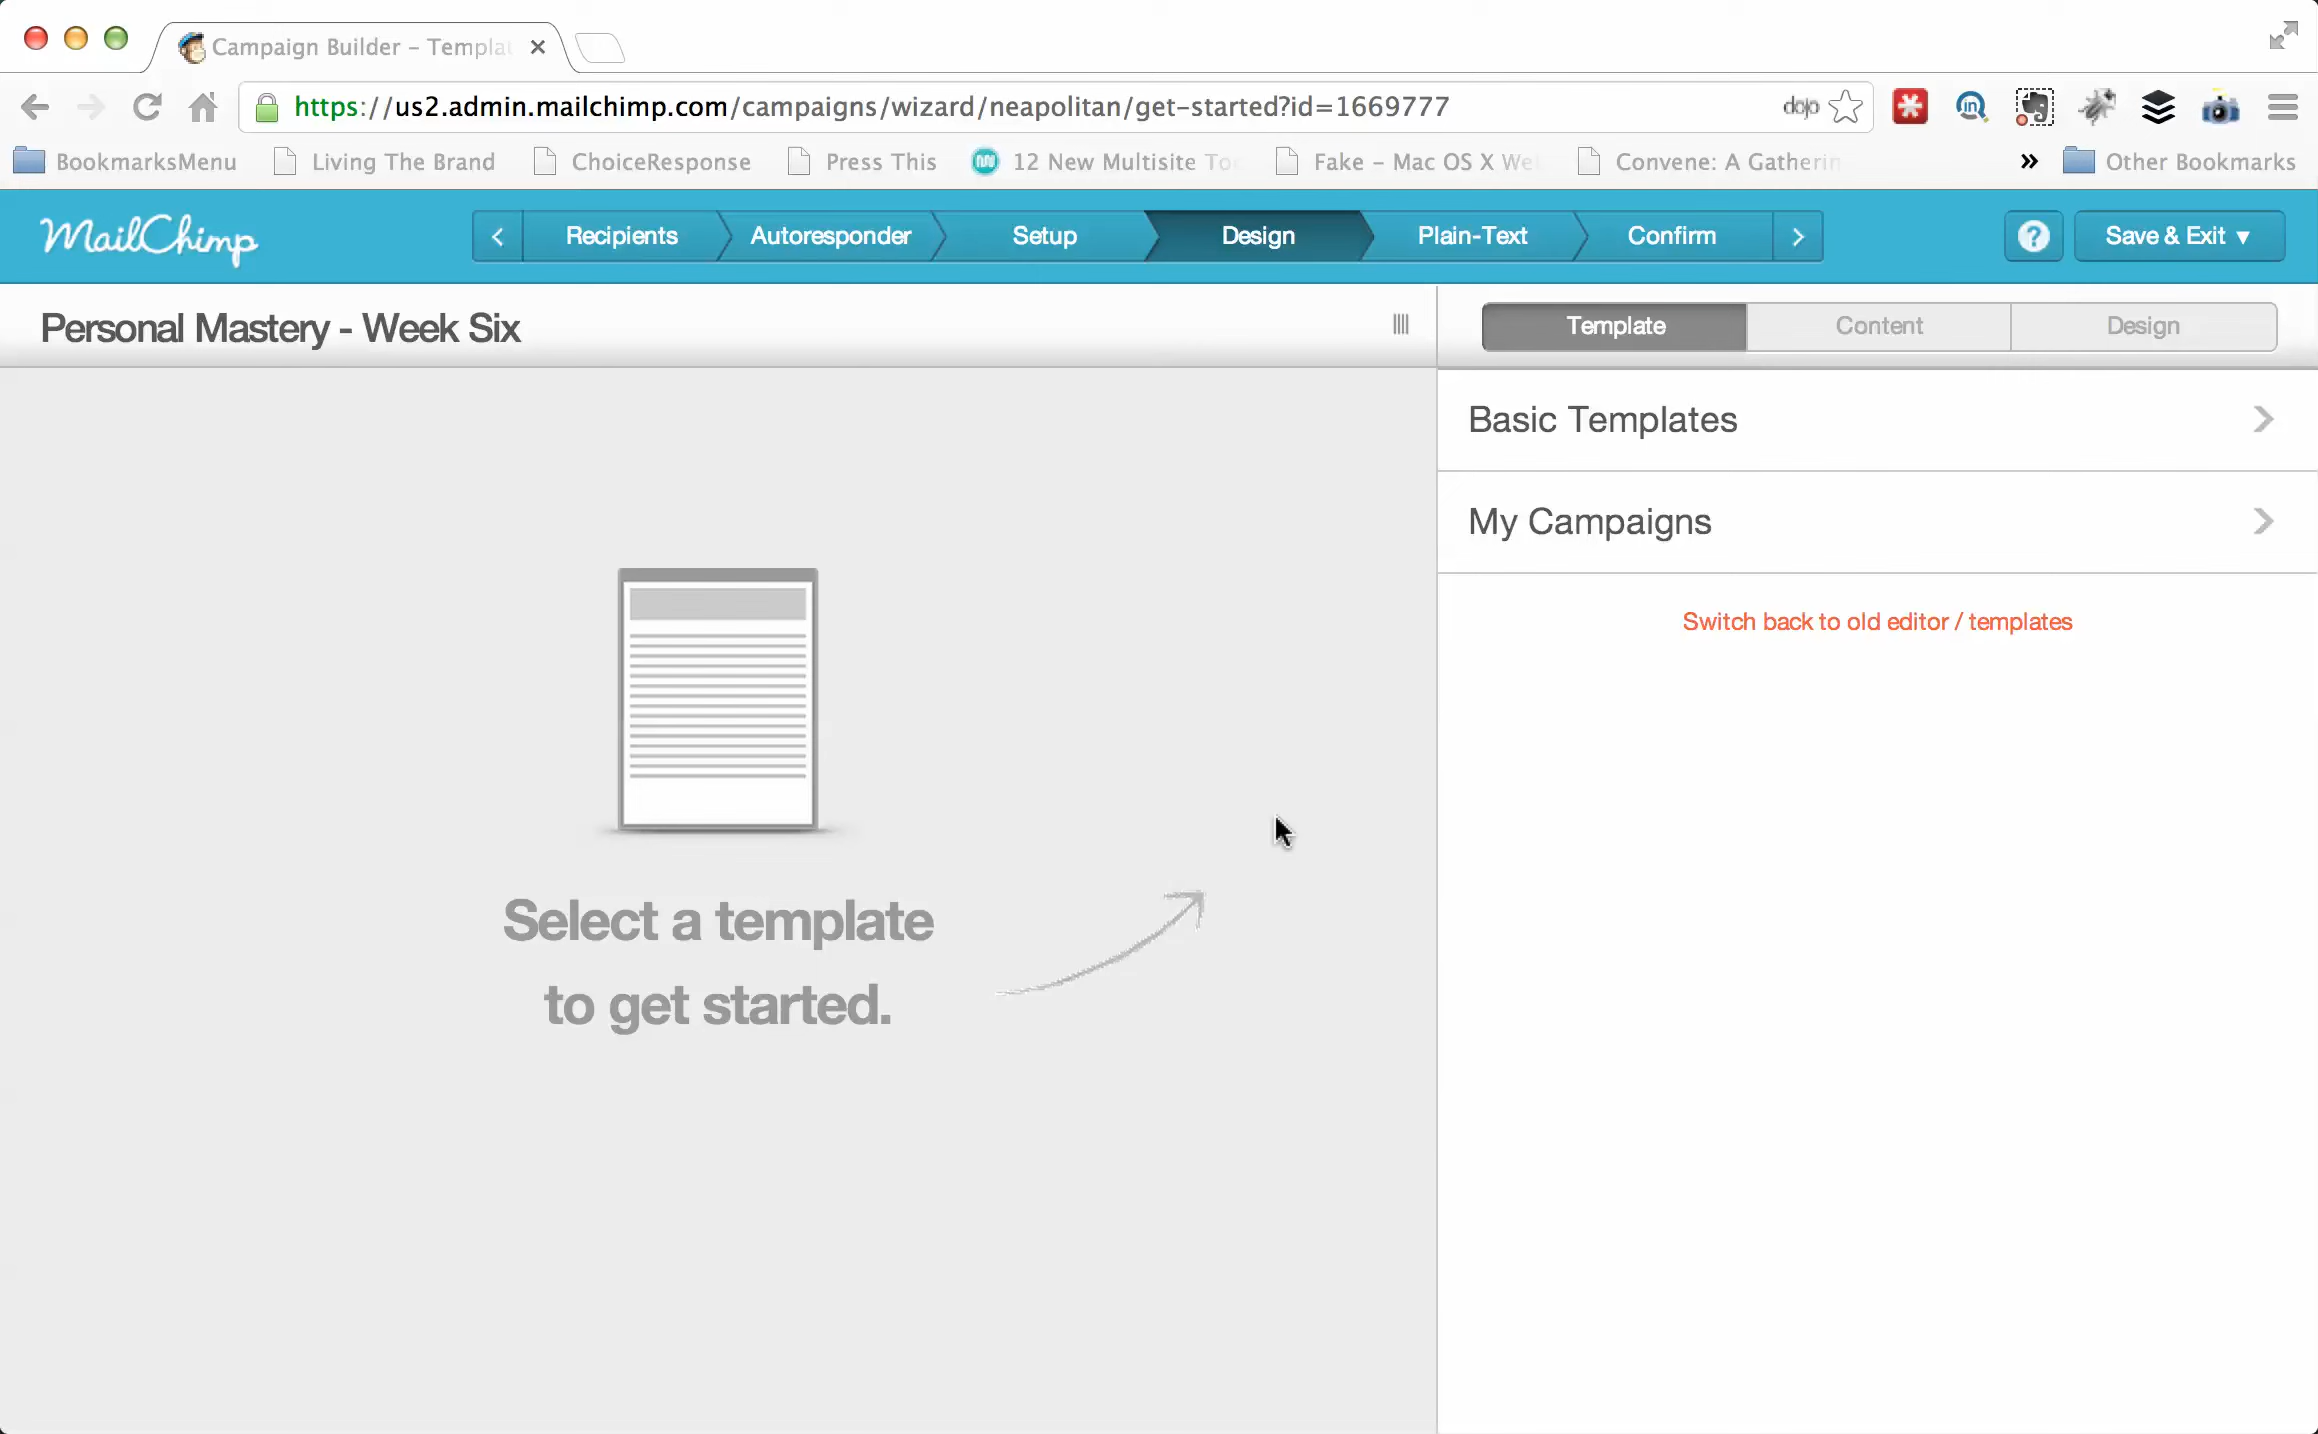 Campaign Builder – Templa
https://us2.admin.mailchimp.com/campaigns/wizard/neapolitan/get-started?id=1669777
dojo
BookmarksMenu
Living The Brand
ChoiceResponse
Press This
12 New Multisite To
Fake – Mac OS X We
Convene: A Gatherin
»
Other Bookmarks
MailChimp
Recipients
Autoresponder
Setup
Design
Plain-Text
Confirm
?
Save & Exit ▼
Personal Mastery - Week Six
Template
Content
Design
Basic Templates
My Campaigns
Switch back to old editor / templates
Select a template
to get started.